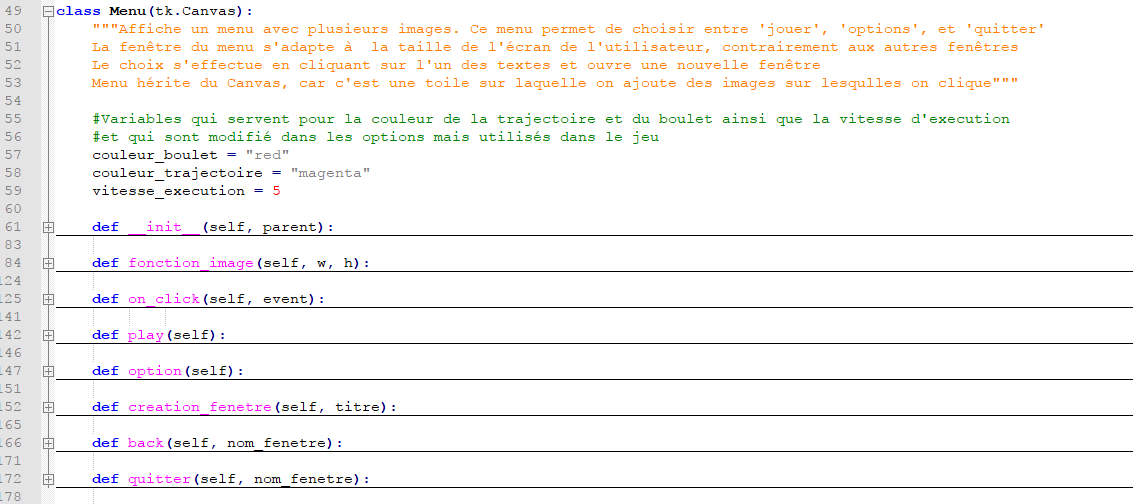 49 class Menu(tk.Canvas):
50 """Affiche un menu avec plusieurs images. Ce menu permet de choisir entre 'jouer', 'options', et 'quitter'
51 La fenêtre du menu s'adapte à  la taille de l'écran de l'utilisateur, contrairement aux autres fenêtres
52 Le choix s'effectue en cliquant sur l'un des textes et ouvre une nouvelle fenêtre
53 Menu hérite du Canvas, car c'est une toile sur laquelle on ajoute des images sur lesqulles on clique"""
54
55 #Variables qui servent pour la couleur de la trajectoire et du boulet ainsi que la vitesse d'execution
56 #et qui sont modifié dans les options mais utilisés dans le jeu
57 couleur_boulet = "red"
58 couleur_trajectoire = "magenta"
59 vitesse_execution = 5
60
61 def __init__(self, parent):
83
84 def fonction_image(self, w, h):
124
125 def on_click(self, event):
141
142 def play(self):
146
147 def option(self):
151
152 def creation_fenetre(self, titre):
165
166 def back(self, nom_fenetre):
171
172 def quitter(self, nom_fenetre):
178